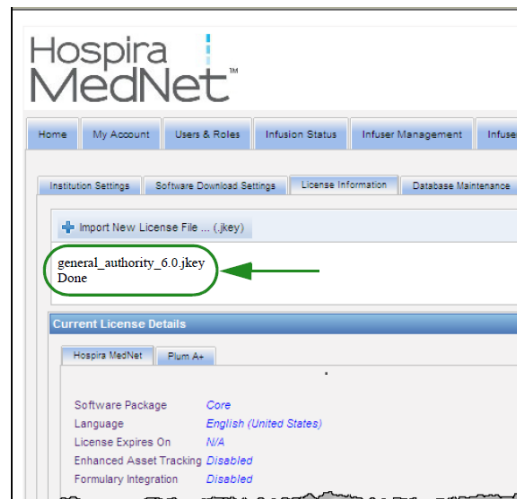 Hospira
MedNet™
Home My Account Users & Roles Infusion Status Infuser Management Infuse
Institution Settings Software Download Settings License Information Database Maintenance
Import New License File ... (.jkey)
general_authority_6.0.jkey
Done
Current License Details
Hospira MedNet Plum A+
Software Package Core
Language English (United States)
License Expires On N/A
Enhanced Asset Tracking Disabled
Formulary Integration Disabled